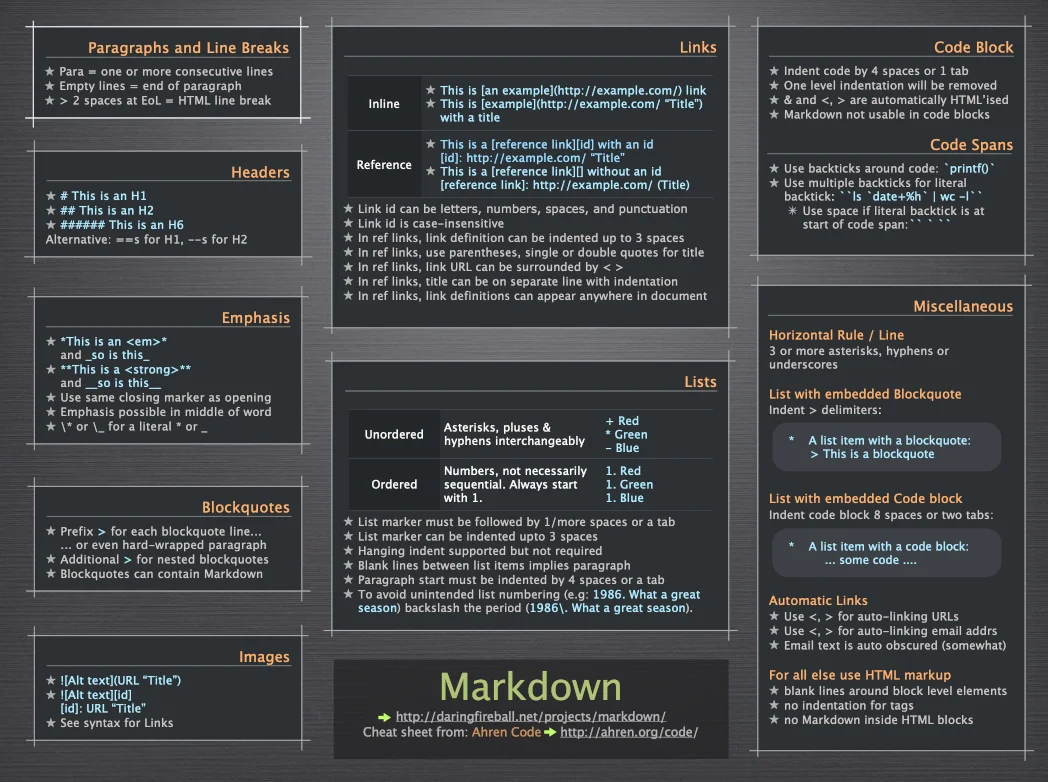 Paragraphs and Line Breaks
★ Para = one or more consecutive lines
★ Empty lines = end of paragraph
★ > 2 spaces at EoL = HTML line break
Headers
★ # This is an H1
★ ## This is an H2
★ ###### This is an H6
Alternative: ==s for H1, --s for H2
Emphasis
★ *This is an <em>*
and _so is this_
★ **This is a <strong>**
and __so is this__
★ Use same closing marker as opening
★ Emphasis possible in middle of word
★ \* or \_ for a literal * or _
Blockquotes
★ Prefix > for each blockquote line...
... or even hard-wrapped paragraph
★ Additional > for nested blockquotes
★ Blockquotes can contain Markdown
Images
★ ![Alt text](URL “Title”)
★ ![Alt text][id]
[id]: URL “Title”
★ See syntax for Links
Links
Inline
★ This is [an example](http://example.com/) link
★ This is [example](http://example.com/ “Title”)
with a title
Reference
★ This is a [reference link][id] with an id
[id]: http://example.com/ “Title”
★ This is a [reference link][] without an id
[reference link]: http://example.com/ (Title)
★ Link id can be letters, numbers, spaces, and punctuation
★ Link id is case-insensitive
★ In ref links, link definition can be indented up to 3 spaces
★ In ref links, use parentheses, single or double quotes for title
★ In ref links, link URL can be surrounded by < >
★ In ref links, title can be on separate line with indentation
★ In ref links, link definitions can appear anywhere in document
Lists
Unordered
Asterisks, pluses &
hyphens interchangeably
+ Red
* Green
– Blue
Ordered
Numbers, not necessarily
sequential. Always start
with 1.
1. Red
1. Green
1. Blue
★ List marker must be followed by 1/more spaces or a tab
★ List marker can be indented upto 3 spaces
★ Hanging indent supported but not required
★ Blank lines between list items implies paragraph
★ Paragraph start must be indented by 4 spaces or a tab
★ To avoid unintended list numbering (e.g: 1986. What a great
season) backslash the period (1986\. What a great season).
Markdown
http://daringfireball.net/projects/markdown/
Cheat sheet from: Ahren Code http://ahren.org/code/
Code Block
★ Indent code by 4 spaces or 1 tab
★ One level indentation will be removed
★ & and <, > are automatically HTML'ised
★ Markdown not usable in code blocks
Code Spans
★ Use backticks around code: `printf()`
★ Use multiple backticks for literal
backtick: ``ls `date+%h` | wc -l``
✳ Use space if literal backtick is at
start of code span:`` ` ``
Miscellaneous
Horizontal Rule / Line
3 or more asterisks, hyphens or
underscores
List with embedded Blockquote
Indent > delimiters:
* A list item with a blockquote:
> This is a blockquote
List with embedded Code block
Indent code block 8 spaces or two tabs:
* A list item with a code block:
... some code ....
Automatic Links
★ Use <, > for auto-linking URLs
★ Use <, > for auto-linking email addrs
★ Email text is auto obscured (somewhat)
For all else use HTML markup
★ blank lines around block level elements
★ no indentation for tags
★ no Markdown inside HTML blocks